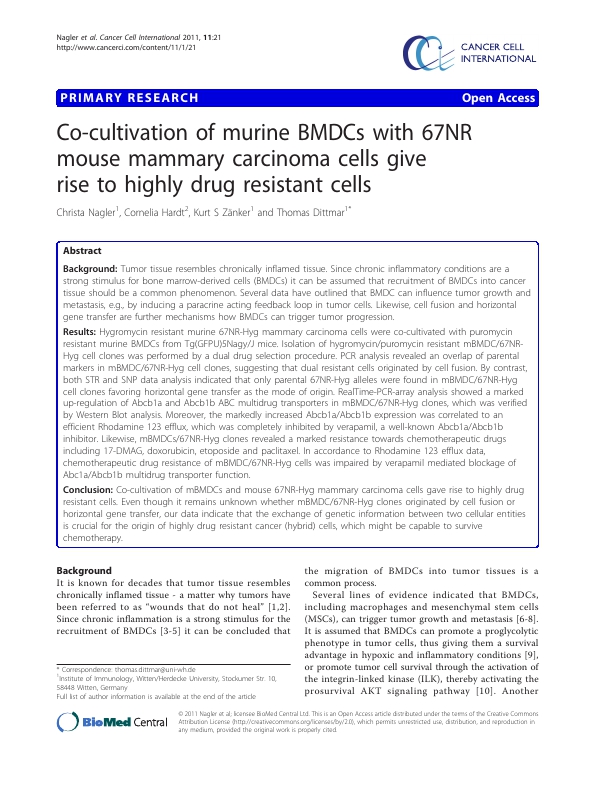 Nagler et al. Cancer Cell International 2011, 11:21
http://www.cancerci.com/content/11/1/21
CANCER CELL
INTERNATIONAL
PRIMARY RESEARCH
Open Access
Co-cultivation of murine BMDCs with 67NR
mouse mammary carcinoma cells give
rise to highly drug resistant cells
Christa Nagler1, Cornelia Hardt2, Kurt S Zänker1 and Thomas Dittmar1*
Abstract
Background: Tumor tissue resembles chronically inflamed tissue. Since chronic inflammatory conditions are a
strong stimulus for bone marrow-derived cells (BMDCs) it can be assumed that recruitment of BMDCs into cancer
tissue should be a common phenomenon. Several data have outlined that BMDC can influence tumor growth and
metastasis, e.g., by inducing a paracrine acting feedback loop in tumor cells. Likewise, cell fusion and horizontal
gene transfer are further mechanisms how BMDCs can trigger tumor progression.
Results: Hygromycin resistant murine 67NR-Hyg mammary carcinoma cells were co-cultivated with puromycin
resistant murine BMDCs from Tg(GFPU)5Nagy/J mice. Isolation of hygromycin/puromycin resistant mBMDC/67NR-
Hyg cell clones was performed by a dual drug selection procedure. PCR analysis revealed an overlap of parental
markers in mBMDC/67NR-Hyg cell clones, suggesting that dual resistant cells originated by cell fusion. By contrast,
both STR and SNP data analysis indicated that only parental 67NR-Hyg alleles were found in mBMDC/67NR-Hyg
cell clones favoring horizontal gene transfer as the mode of origin. RealTime-PCR-array analysis showed a marked
up-regulation of Abcb1a and Abcb1b ABC multidrug transporters in mBMDC/67NR-Hyg clones, which was verified
by Western Blot analysis. Moreover, the markedly increased Abcb1a/Abcb1b expression was correlated to an
efficient Rhodamine 123 efflux, which was completely inhibited by verapamil, a well-known Abcb1a/Abcb1b
inhibitor. Likewise, mBMDCs/67NR-Hyg clones revealed a marked resistance towards chemotherapeutic drugs
including 17-DMAG, doxorubicin, etoposide and paclitaxel. In accordance to Rhodamine 123 efflux data,
chemotherapeutic drug resistance of mBMDC/67NR-Hyg cells was impaired by verapamil mediated blockage of
Abc1a/Abcb1b multidrug transporter function.
Conclusion: Co-cultivation of mBMDCs and mouse 67NR-Hyg mammary carcinoma cells gave rise to highly drug
resistant cells. Even though it remains unknown whether mBMDC/67NR-Hyg clones originated by cell fusion or
horizontal gene transfer, our data indicate that the exchange of genetic information between two cellular entities
is crucial for the origin of highly drug resistant cancer (hybrid) cells, which might be capable to survive
chemotherapy.
Background
It is known for decades that tumor tissue resembles
chronically inflamed tissue - a matter why tumors have
been referred to as “wounds that do not heal” [1,2].
Since chronic inflammation is a strong stimulus for the
recruitment of BMDCs [3-5] it can be concluded that
* Correspondence: thomas.dittmar@uni-wh.de
1Institute of Immunology, Witten/Herdecke University, Stockumer Str. 10,
58448 Witten, Germany
Full list of author information is available at the end of the article
the migration of BMDCs into tumor tissues is a
common process.
Several lines of evidence indicated that BMDCs,
including macrophages and mesenchymal stem cells
(MSCs), can trigger tumor growth and metastasis [6-8].
It is assumed that BMDCs can promote a proglycolytic
phenotype in tumor cells, thus giving them a survival
advantage in hypoxic and inflammatory conditions [9],
or promote tumor cell survival through the activation of
the integrin-linked kinase (ILK), thereby activating the
prosurvival AKT signaling pathway [10]. Another
BioMed Central
© 2011 Nagler et al; licensee BioMed Central Ltd. This is an Open Access article distributed under the terms of the Creative Commons
Attribution License (http://creativecommons.org/licenses/by/2.0), which permits unrestricted use, distribution, and reproduction in
any medium, provided the original work is properly cited.